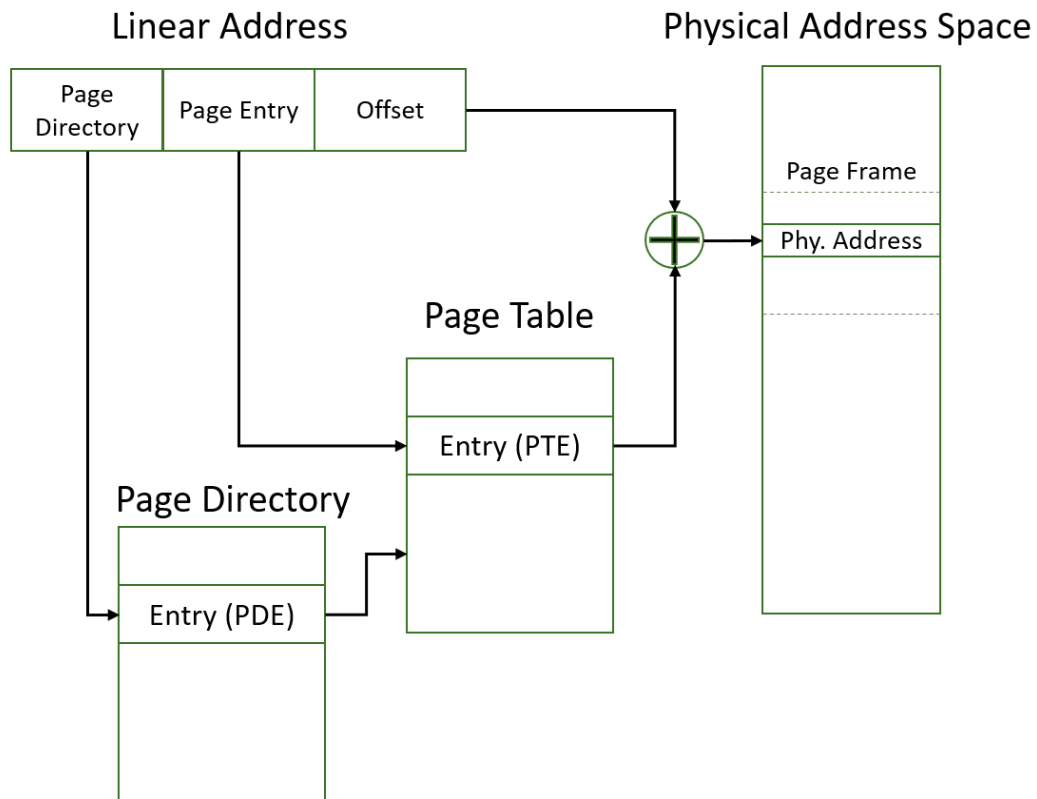 Linear Address
Physical Address Space
Page
Directory
Page Entry
Offset
Page Frame
Phy. Address
Page Table
Entry (PTE)
Page Directory
Entry (PDE)